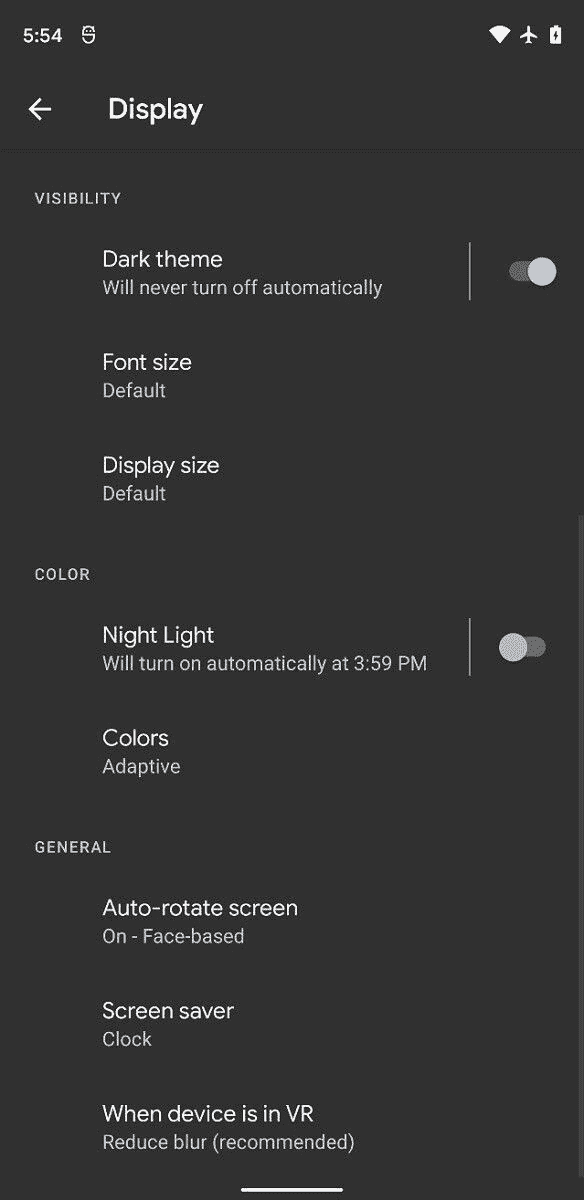 5:54
Display
VISIBILITY
Dark theme
Will never turn off automatically
Font size
Default
Display size
Default
COLOR
Night Light
Will turn on automatically at 3:59 PM
Colors
Adaptive
GENERAL
Auto-rotate screen
On - Face-based
Screen saver
Clock
When device is in VR
Reduce blur (recommended)